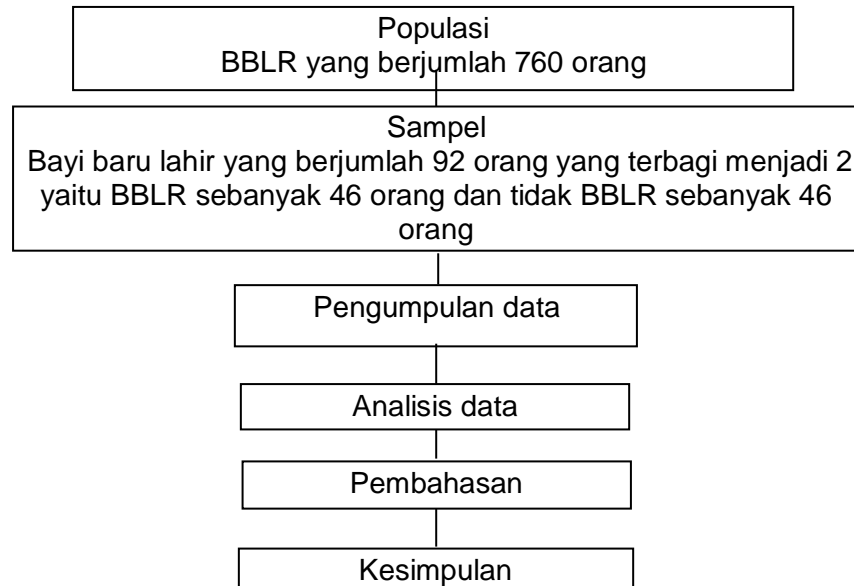 Populasi
BBLR yang berjumlah 760 orang
Sampel
Bayi baru lahir yang berjumlah 92 orang yang terbagi menjadi 2
yaitu BBLR sebanyak 46 orang dan tidak BBLR sebanyak 46
orang
Pengumpulan data
Analisis data
Pembahasan
Kesimpulan